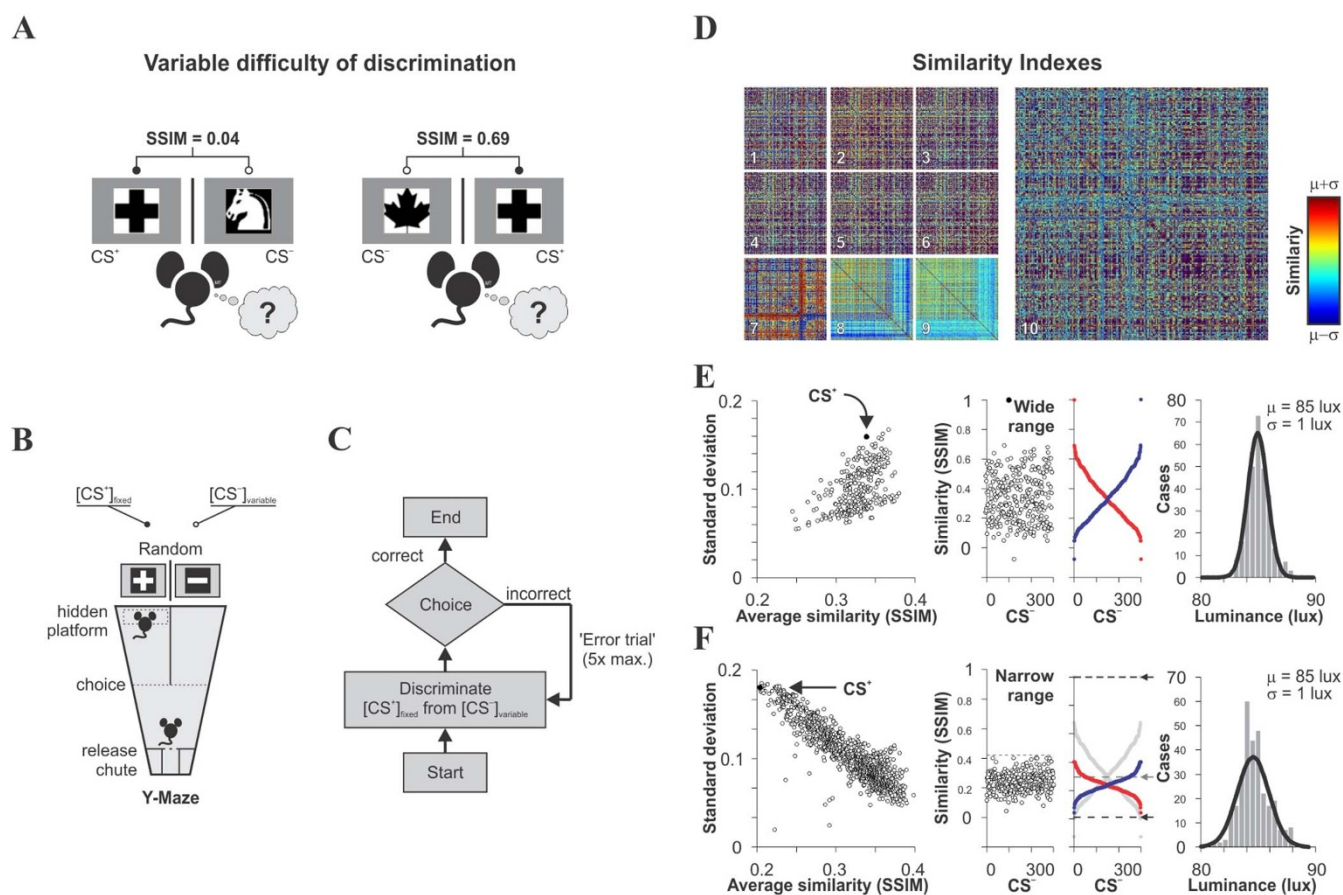 A
Variable difficulty of discrimination
SSIM = 0.04
SSIM = 0.69
CS+
CS−
CS−
CS+
?
?
B
[CS+]fixed
[CS−]variable
Random
hidden
platform
choice
release
chute
Y-Maze
C
End
correct
Choice
incorrect
'Error trial'
(5x max.)
Discriminate
[CS+]fixed from [CS−]variable
Start
D
Similarity Indexes
1
2
3
4
5
6
7
8
9
10
μ+σ
Similariy
μ−σ
E
Standard deviation
0.2
0.1
0
CS+
0.2 0.3 0.4
Average similarity (SSIM)
Similarity (SSIM)
1
0.8
0.6
0.4
0.2
0
Wide
range
0 300
CS−
0 300
CS−
Cases
80
70
60
50
40
30
20
10
0
μ = 85 lux
σ = 1 lux
80 90
Luminance (lux)
F
Standard deviation
0.2
0.1
0
CS+
0.2 0.3 0.4
Average similarity (SSIM)
Similarity (SSIM)
1
0.8
0.6
0.4
0.2
0
Narrow
range
0 300
CS−
0 300
CS−
Cases
70
60
50
40
30
20
10
0
μ = 85 lux
σ = 1 lux
80 90
Luminance (lux)